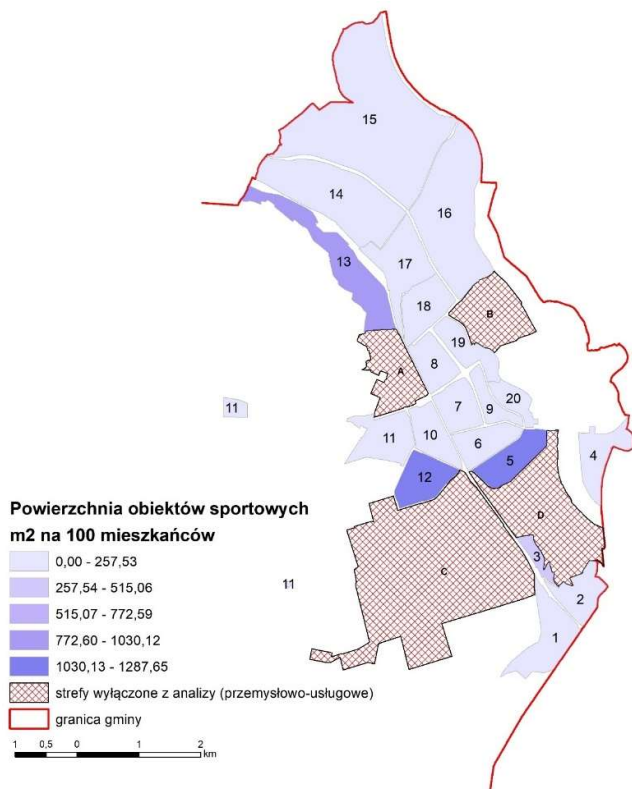 15
14
16
13
17
18
B
19
A
8
11
7
9
20
11
10
6
12
5
4
D
3
C
11
2
1
Powierzchnia obiektów sportowych
m2 na 100 mieszkańców
0,00 - 257,53
257,54 - 515,06
515,07 - 772,59
772,60 - 1030,12
1030,13 - 1287,65
strefy wyłączone z analizy (przemysłowo-usługowe)
granica gminy
1 0,5 0 1 2
km